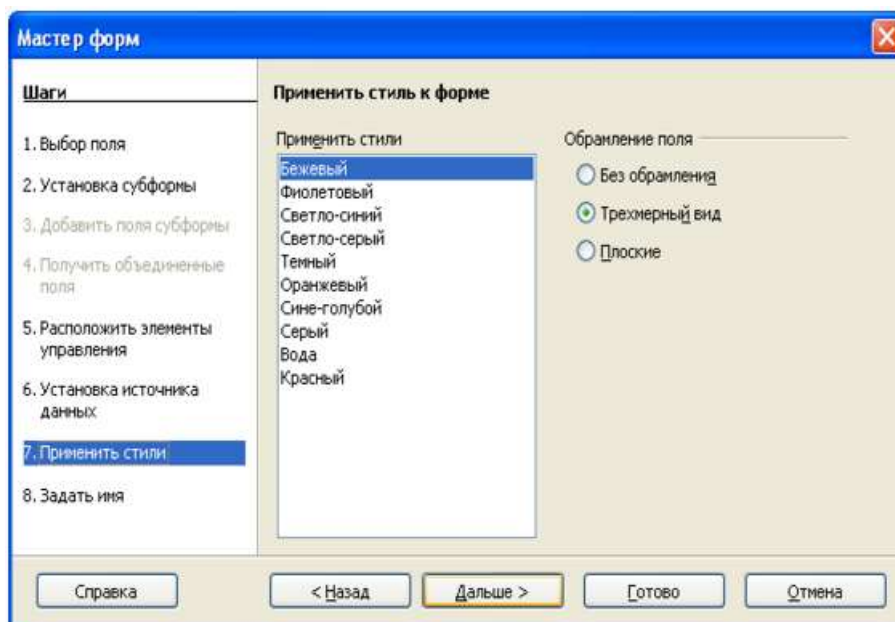 Мастер форм
Шаги
1. Выбор поля
2. Установка субформы
3. Добавить поля субформы
4. Получить объединенные
поля
5. Расположить элементы
управления
6. Установка источника
данных
7. Применить стили
8. Задать имя
Применить стиль к форме
Применить стили
Бежевый
Фиолетовый
Светло-синий
Светло-серый
Темный
Оранжевый
Сине-голубой
Серый
Вода
Красный
Обрамление поля
Без обрамления
Трехмерный вид
Плоские
Справка
< Назад
Дальше >
Готово
Отмена